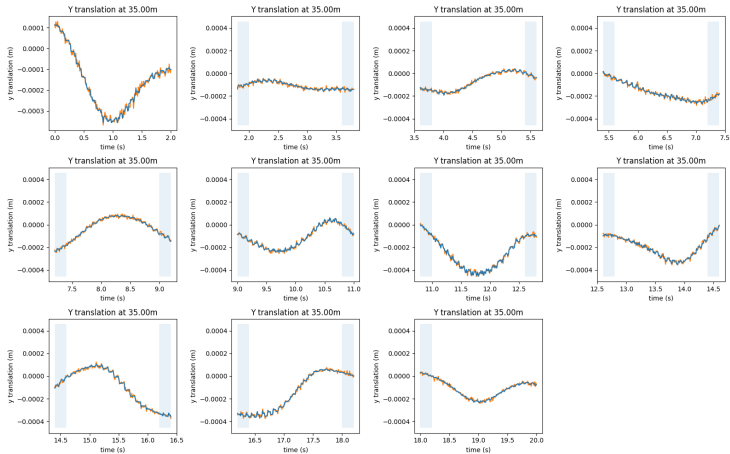 Y translation at 35.00m Y translation at 35.00m Y translation at 35.00m Y translation at 35.00m
y translation (m) 0.0001 0.0000 −0.0001 −0.0001 −0.0003
0.0 0.5 1.0 1.5 2.0
time (s)
y translation (m) 0.0004 0.0002 0.0000 −0.0002 −0.0004
2.0 2.5 3.0 3.5
time (s)
y translation (m) 0.0004 0.0002 0.0000 −0.0002 −0.0004
3.5 4.0 4.5 5.0 5.5
time (s)
y translation (m) 0.0004 0.0002 0.0000 −0.0002 −0.0004
5.5 6.0 6.5 7.0 7.5
time (s)
Y translation at 35.00m Y translation at 35.00m Y translation at 35.00m Y translation at 35.00m
y translation (m) 0.0004 0.0002 0.0000 −0.0002 −0.0004
7.5 8.0 8.5 9.0
time (s)
y translation (m) 0.0004 0.0002 0.0000 −0.0002 −0.0004
9.0 9.5 10.0 10.5 11.0
time (s)
y translation (m) 0.0004 0.0002 0.0000 −0.0002 −0.0004
11.0 11.5 12.0 12.5
time (s)
y translation (m) 0.0004 0.0002 0.0000 −0.0002 −0.0004
12.5 13.0 13.5 14.0 14.5
time (s)
Y translation at 35.00m Y translation at 35.00m Y translation at 35.00m
y translation (m) 0.0004 0.0002 0.0000 −0.0002 −0.0004
14.5 15.0 15.5 16.0 16.5
time (s)
y translation (m) 0.0004 0.0002 0.0000 −0.0002 −0.0004
16.5 17.0 17.5 18.0
time (s)
y translation (m) 0.0004 0.0002 0.0000 −0.0002 −0.0004
18.0 18.5 19.0 19.5 20.0
time (s)